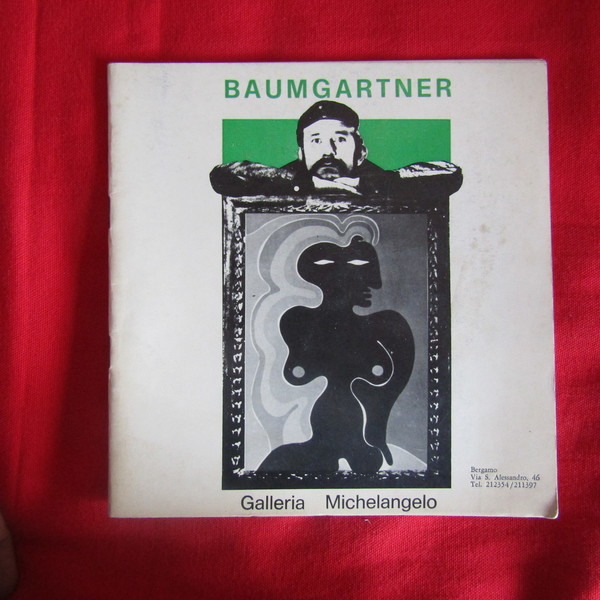 BAUMGARTNER
Bergamo
Via S. Alessandro, 46
Tel. 212354/211397
Galleria Michelangelo